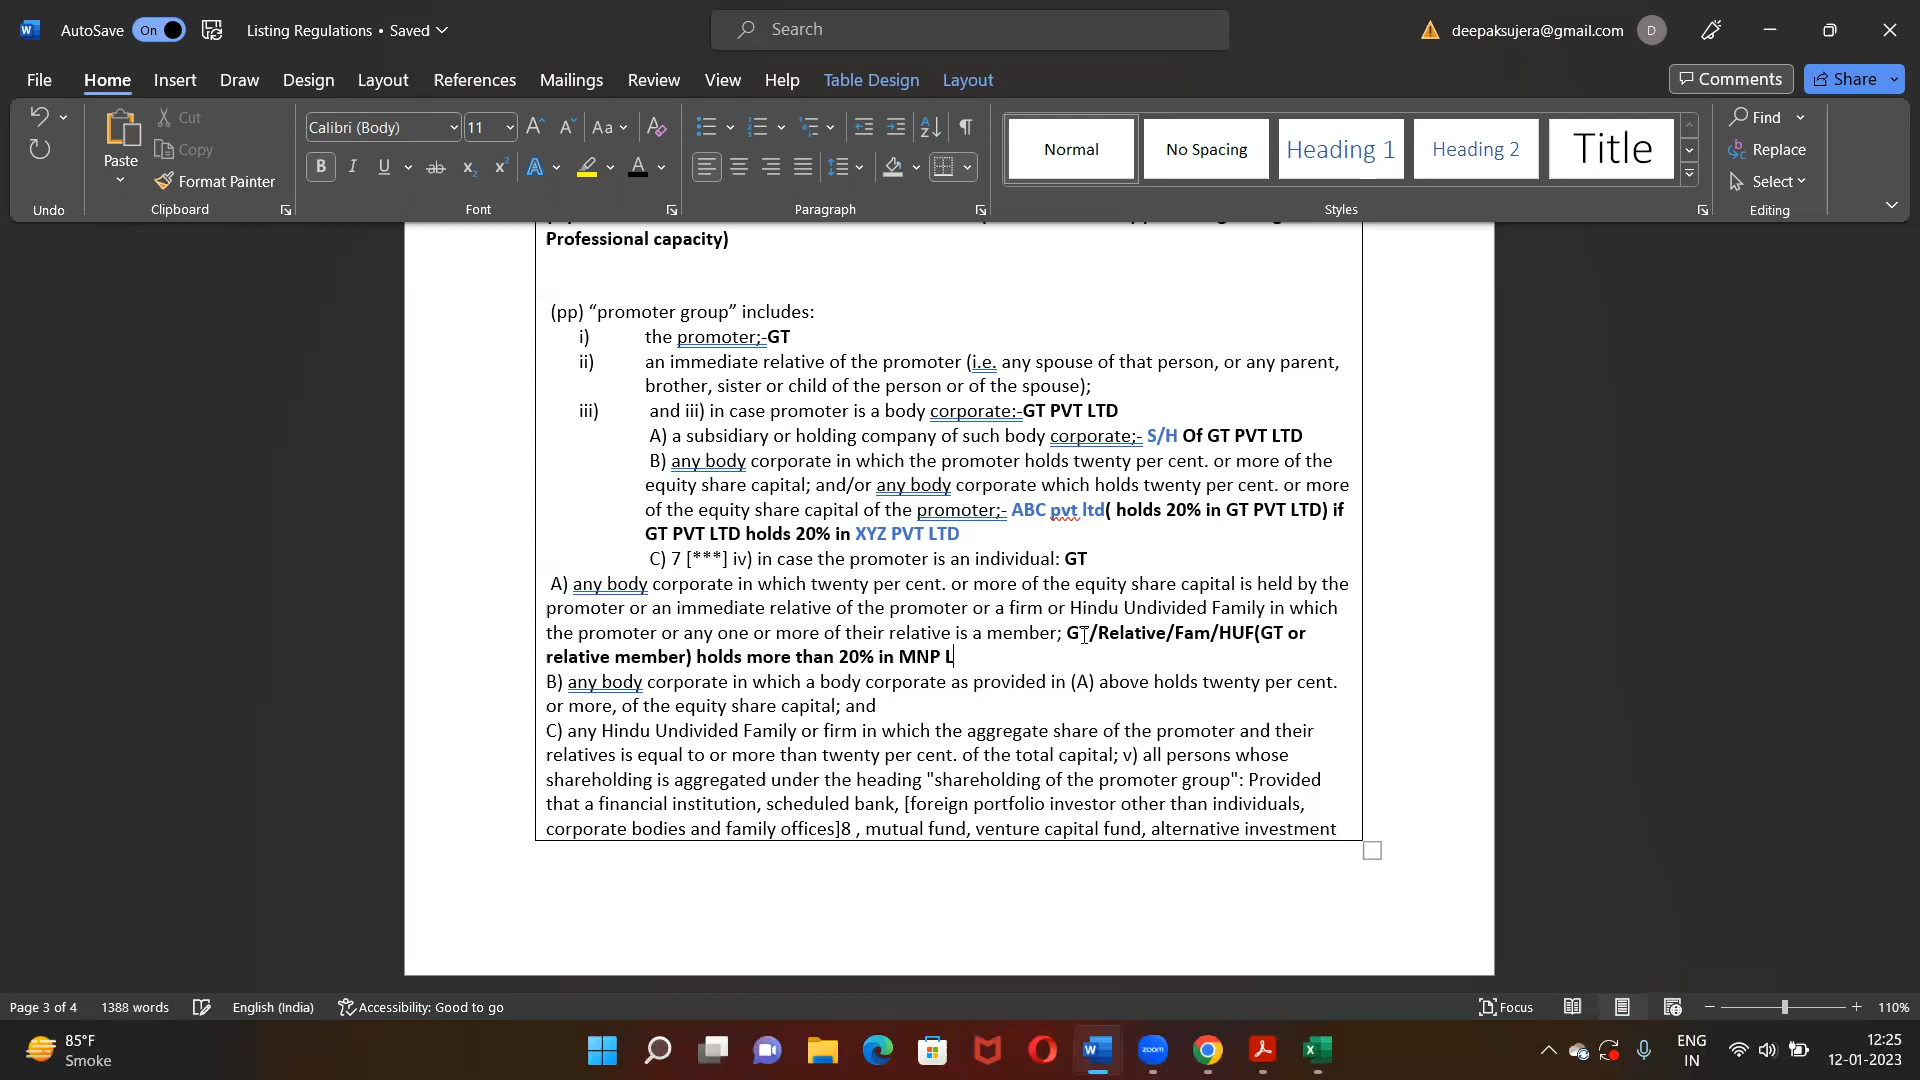 AutoSave On Listing Regulations • Saved Search deepaksujera@gmail.com D
File Home Insert Draw Design Layout References Mailings Review View Help Table Design Layout Comments Share
Calibri (Body) 11 Aa
Paste Cut Copy Format Painter
Normal No Spacing Heading 1 Heading 2 Title
Find Replace Select
Undo Clipboard Font Paragraph Styles Editing
Professional capacity)
(pp) “promoter group” includes:
i) the promoter;-GT
ii) an immediate relative of the promoter (i.e. any spouse of that person, or any parent,
brother, sister or child of the person or of the spouse);
iii) and iii) in case promoter is a body corporate:-GT PVT LTD
A) a subsidiary or holding company of such body corporate;- S/H Of GT PVT LTD
B) any body corporate in which the promoter holds twenty per cent. or more of the
equity share capital; and/or any body corporate which holds twenty per cent. or more
of the equity share capital of the promoter;- ABC pvt ltd( holds 20% in GT PVT LTD) if
GT PVT LTD holds 20% in XYZ PVT LTD
C) 7 [***] iv) in case the promoter is an individual: GT
A) any body corporate in which twenty per cent. or more of the equity share capital is held by the
promoter or an immediate relative of the promoter or a firm or Hindu Undivided Family in which
the promoter or any one or more of their relative is a member; GT/Relative/Fam/HUF(GT or
relative member) holds more than 20% in MNP L
B) any body corporate in which a body corporate as provided in (A) above holds twenty per cent.
or more, of the equity share capital; and
C) any Hindu Undivided Family or firm in which the aggregate share of the promoter and their
relatives is equal to or more than twenty per cent. of the total capital; v) all persons whose
shareholding is aggregated under the heading "shareholding of the promoter group": Provided
that a financial institution, scheduled bank, [foreign portfolio investor other than individuals,
corporate bodies and family offices]8 , mutual fund, venture capital fund, alternative investment
Page 3 of 4 1388 words English (India) Accessibility: Good to go Focus 110%
85°F
Smoke
zoom
ENG
IN
12:25
12-01-2023